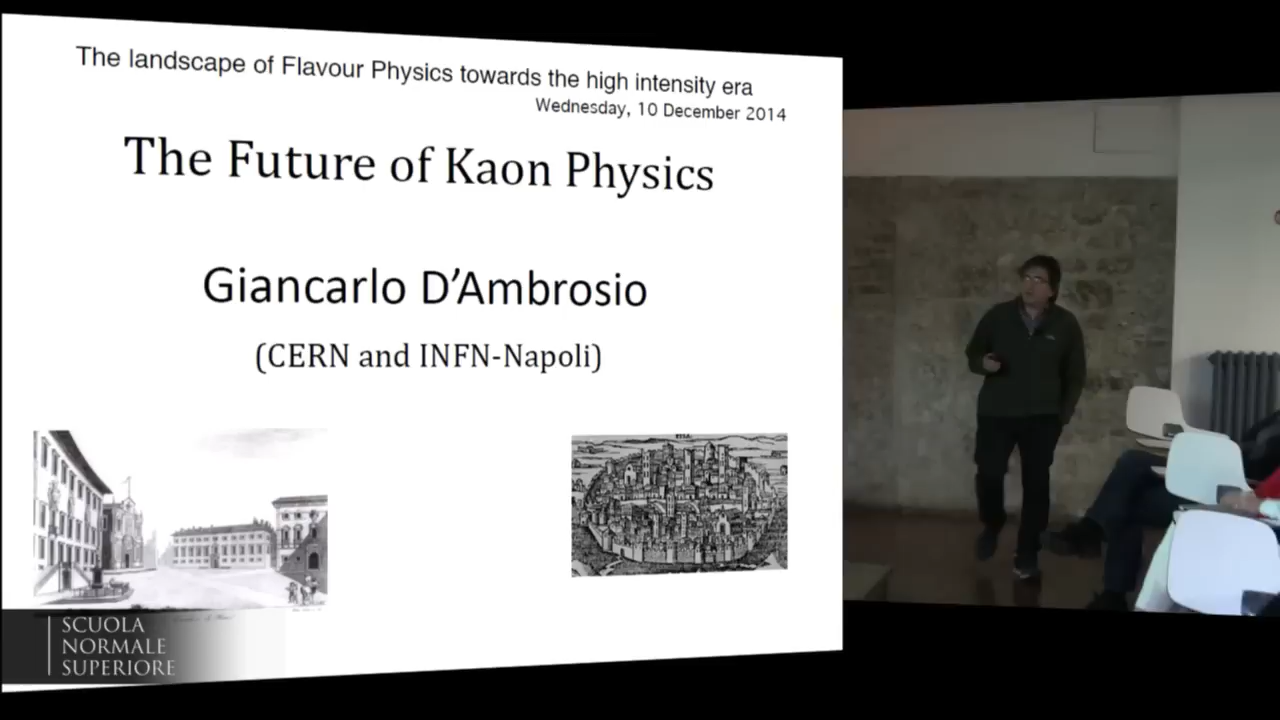 The landscape of Flavour Physics towards the high intensity era
Wednesday, 10 December 2014
The Future of Kaon Physics
Giancarlo D'Ambrosio
(CERN and INFN-Napoli)
PISA
SCUOLA
NORMALE
SUPERIORE